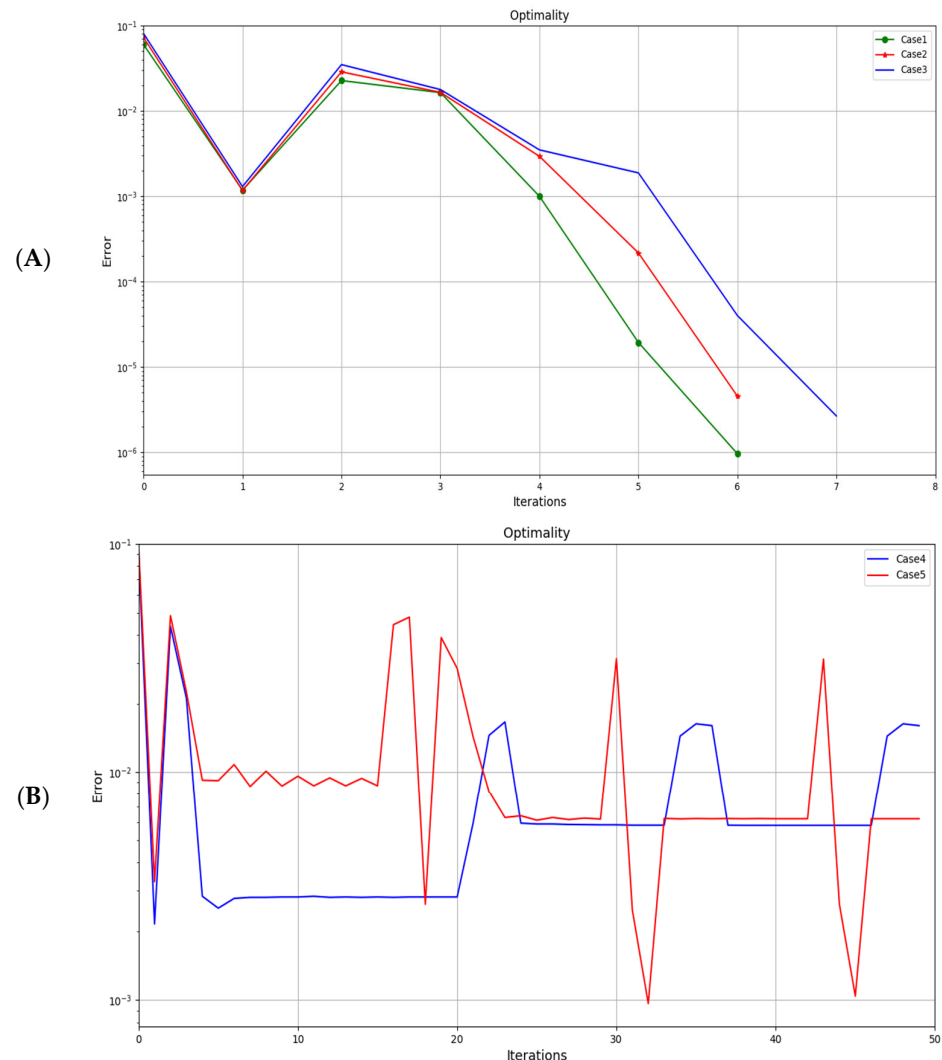 Optimality
10^-1
10^-2
10^-3
10^-4
10^-5
10^-6
Error
(A)
Case1
Case2
Case3
0 1 2 3 4 5 6 7 8
Iterations
Optimality
10^-1
10^-2
10^-3
Error
(B)
Case4
Case5
0 10 20 30 40 50
Iterations